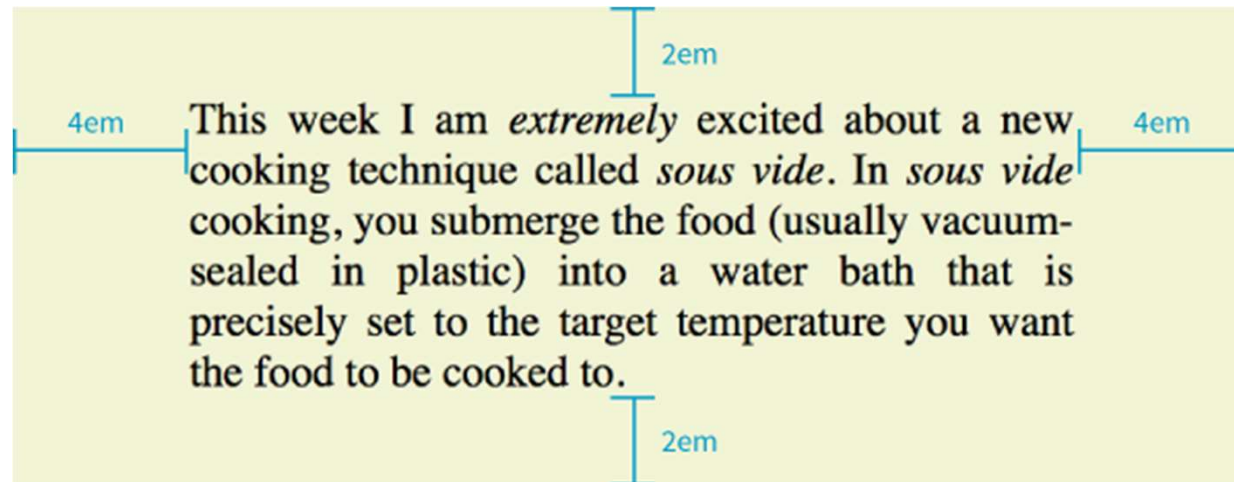 2em
4em
4em
This week I am extremely excited about a new
cooking technique called sous vide. In sous vide
cooking, you submerge the food (usually vacuum-
sealed in plastic) into a water bath that is
precisely set to the target temperature you want
the food to be cooked to.
2em